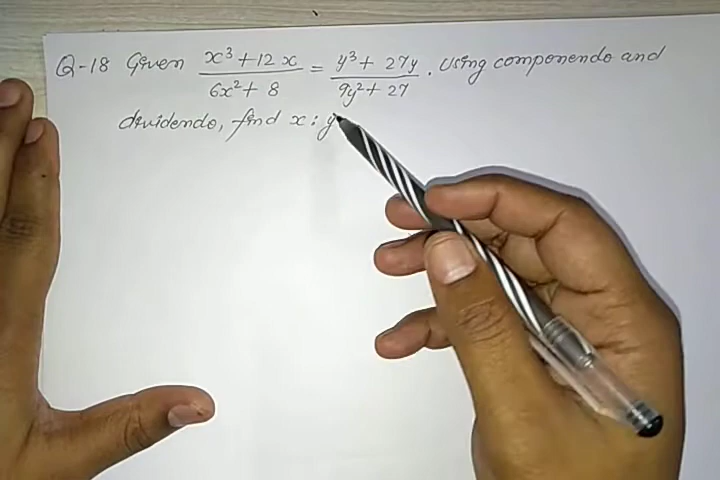 Q-18 Given x³ + 12x / 6x² + 8 = y³ + 27y / 9y² + 27 . Using componendo and
dividendo, find x : y